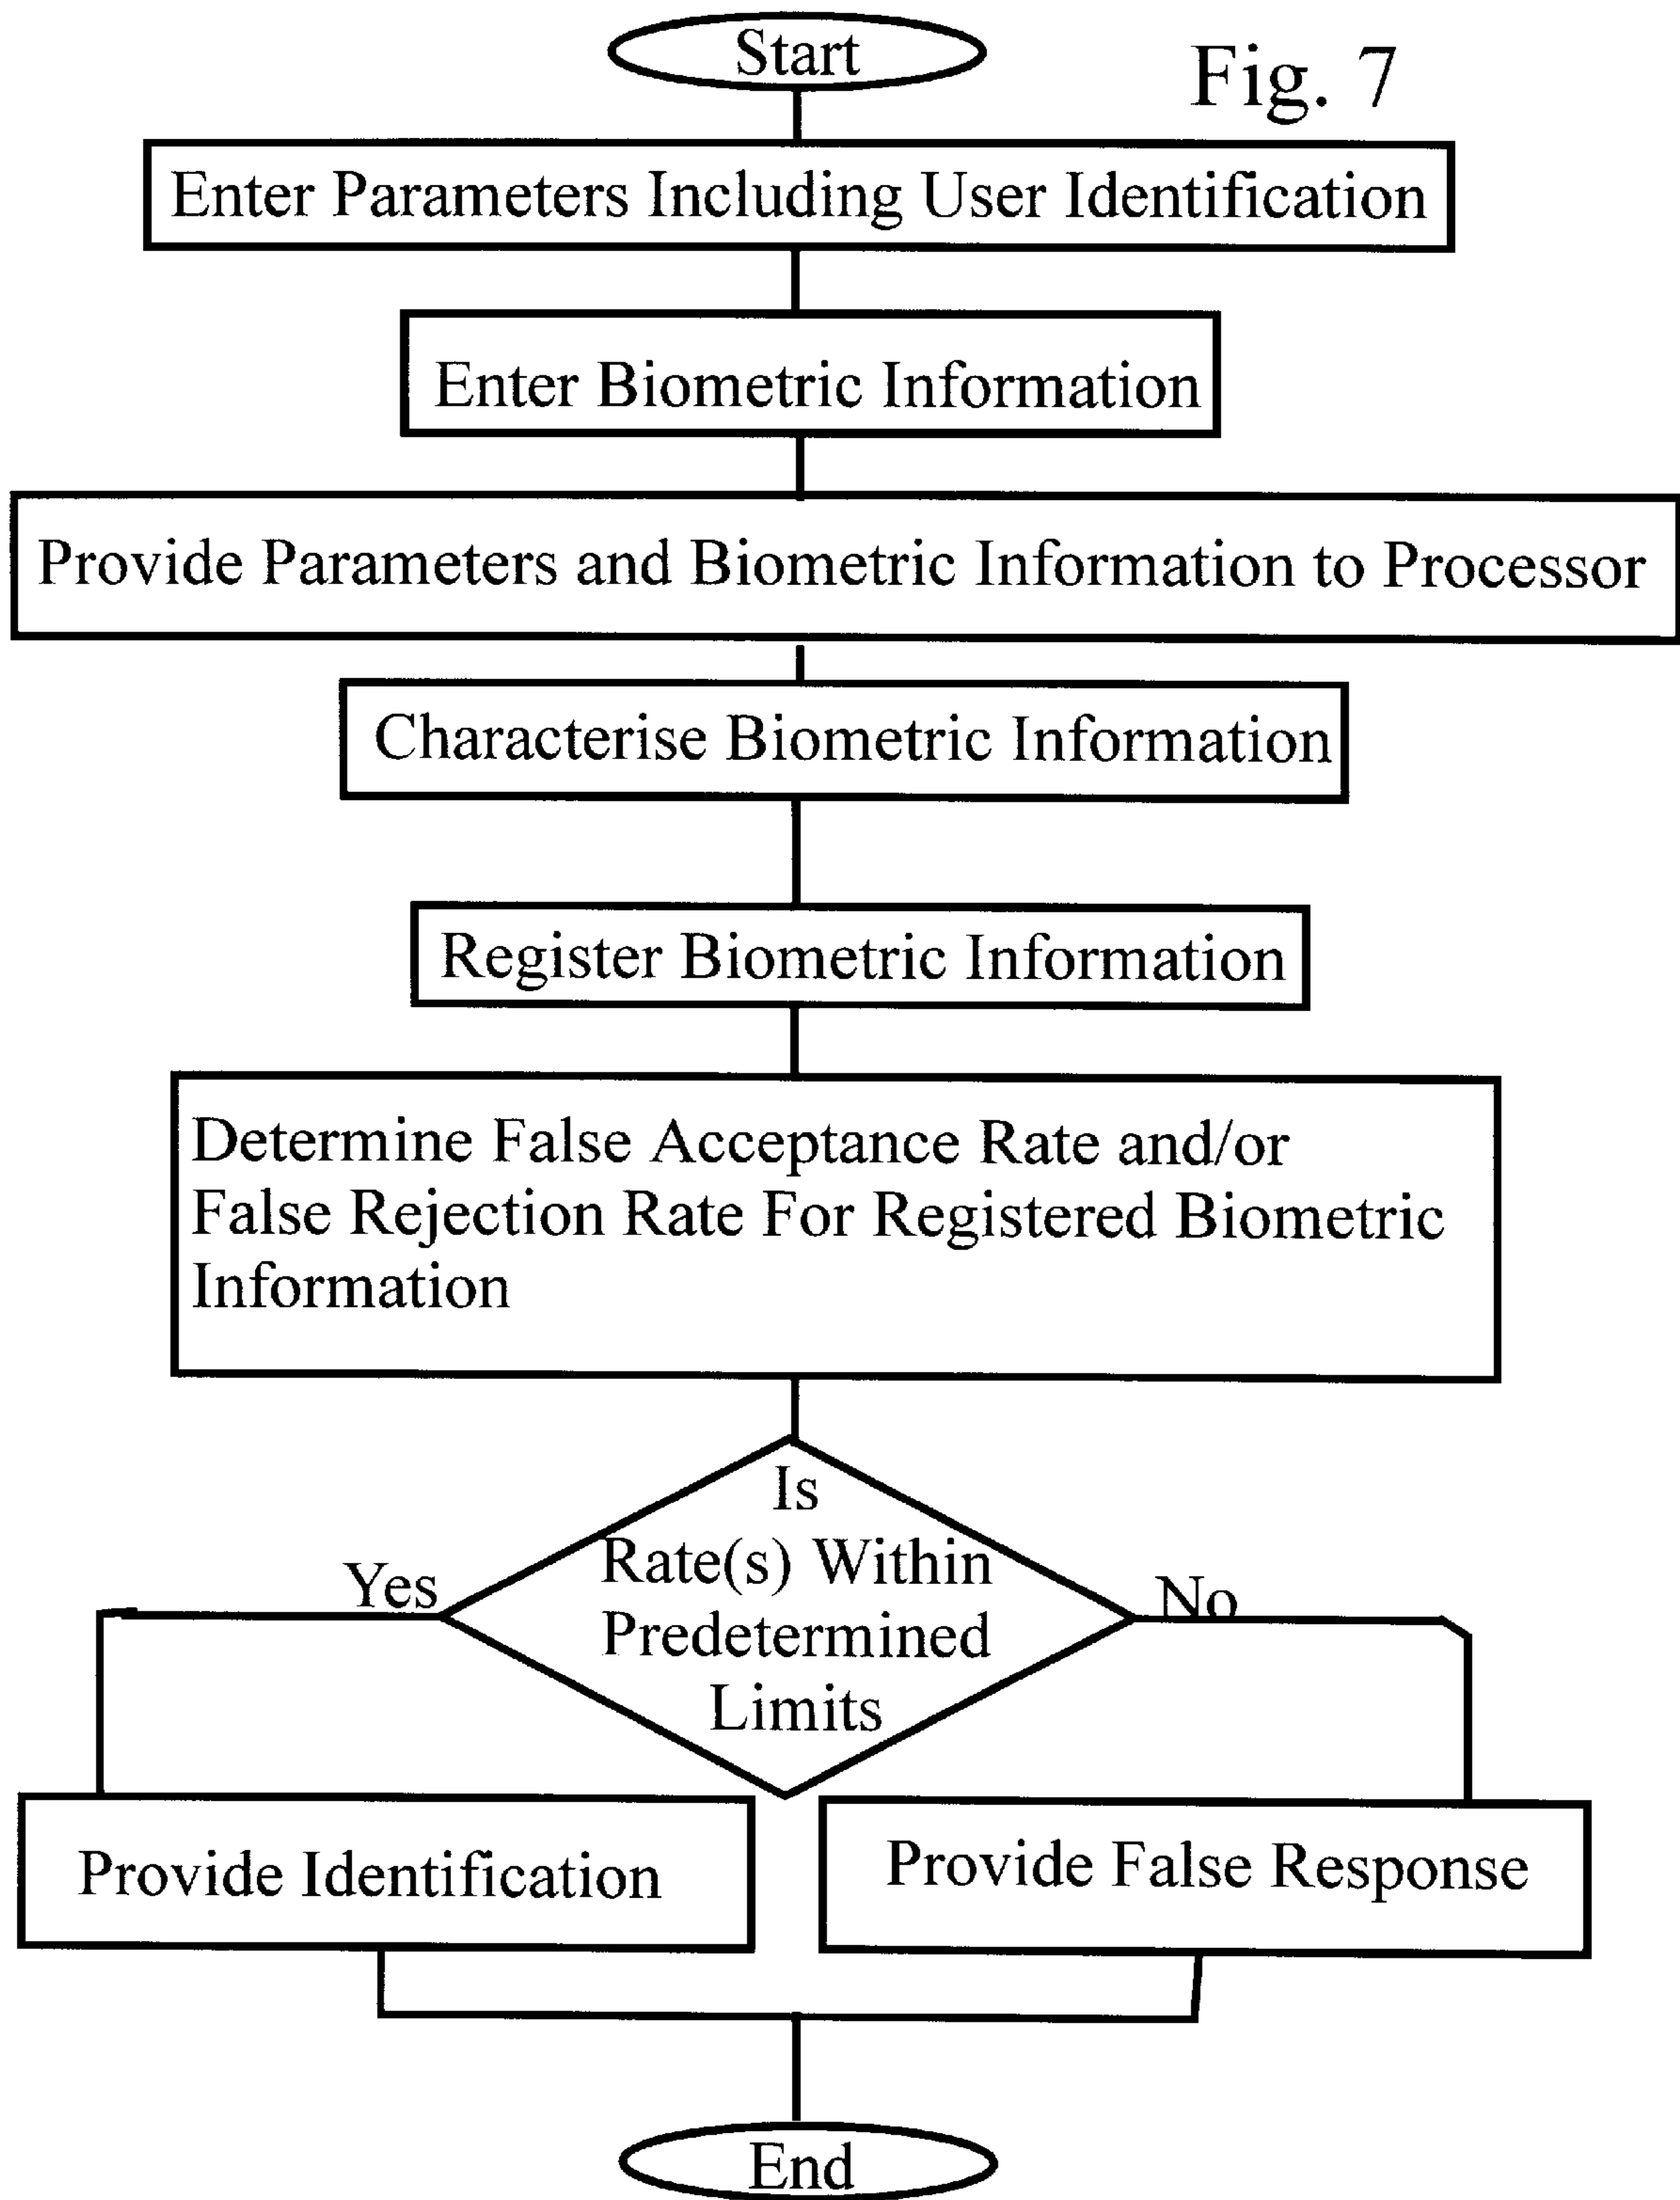 Start
Fig. 7
Enter Parameters Including User Identification
Enter Biometric Information
Provide Parameters and Biometric Information to Processor
Characterise Biometric Information
Register Biometric Information
Determine False Acceptance Rate and/or
False Rejection Rate For Registered Biometric
Information
Is
Rate(s) Within
Predetermined
Limits
Yes
No
Provide Identification
Provide False Response
End